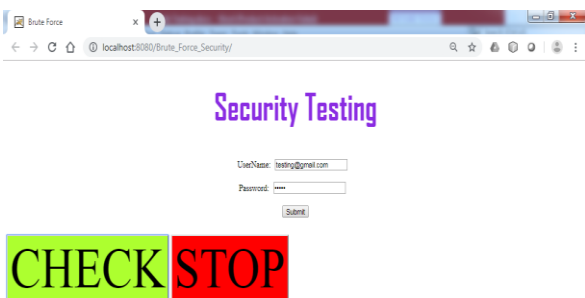 Brute Force
localhost:8080/Brute_Force_Security/
Security Testing
UserName: testing@gmail.com
Password: •••••
Submit
CHECK STOP